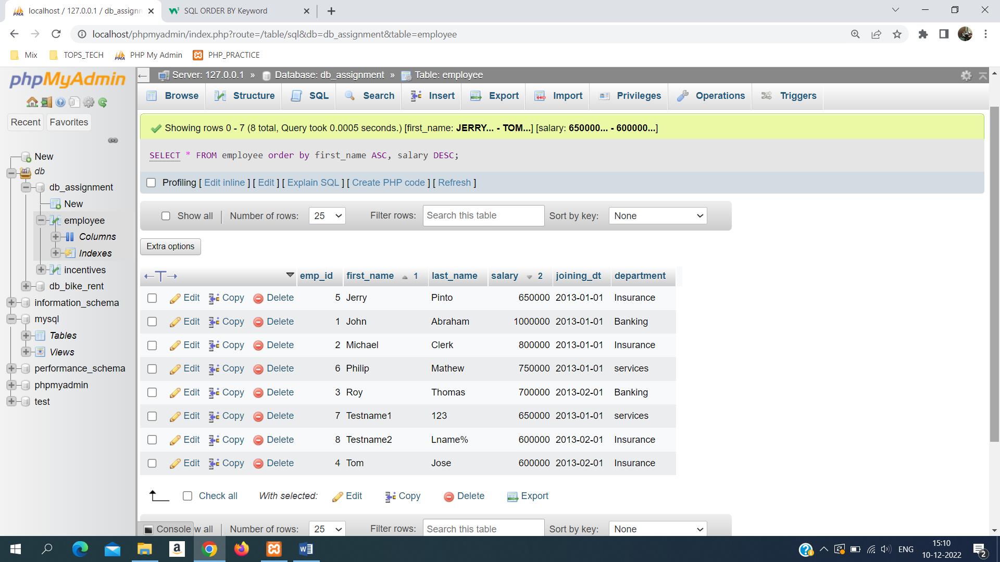 localhost / 127.0.0.1 / db_assignm
SQL ORDER BY Keyword
localhost/phpmyadmin/index.php?route=/table/sql&db=db_assignment&table=employee
Mix TOPS_TECH PHP My Admin PHP_PRACTICE
phpMyAdmin
Recent Favorites
New
db
db_assignment
New
employee
Columns
Indexes
incentives
db_bike_rent
information_schema
mysql
Tables
Views
performance_schema
phpmyadmin
test
Server: 127.0.0.1 » Database: db_assignment » Table: employee
Browse Structure SQL Search Insert Export Import Privileges Operations Triggers
Showing rows 0 - 7 (8 total, Query took 0.0005 seconds.) [first_name: JERRY... - TOM...] [salary: 650000... - 600000...]
SELECT * FROM employee order by first_name ASC, salary DESC;
Profiling [ Edit inline ] [ Edit ] [ Explain SQL ] [ Create PHP code ] [ Refresh ]
Show all Number of rows: 25 Filter rows: Search this table Sort by key: None
Extra options
←T→ emp_id first_name 1 last_name salary 2 joining_dt department
Edit Copy Delete 5 Jerry Pinto 650000 2013-01-01 Insurance
Edit Copy Delete 1 John Abraham 1000000 2013-01-01 Banking
Edit Copy Delete 2 Michael Clerk 800000 2013-01-01 Insurance
Edit Copy Delete 6 Philip Mathew 750000 2013-01-01 services
Edit Copy Delete 3 Roy Thomas 700000 2013-02-01 Banking
Edit Copy Delete 7 Testname1 123 650000 2013-01-01 services
Edit Copy Delete 8 Testname2 Lname% 600000 2013-02-01 Insurance
Edit Copy Delete 4 Tom Jose 600000 2013-02-01 Insurance
Check all With selected: Edit Copy Delete Export
Console w all Number of rows: 25 Filter rows: Search this table Sort by key: None
ENG
15:10
10-12-2022
2